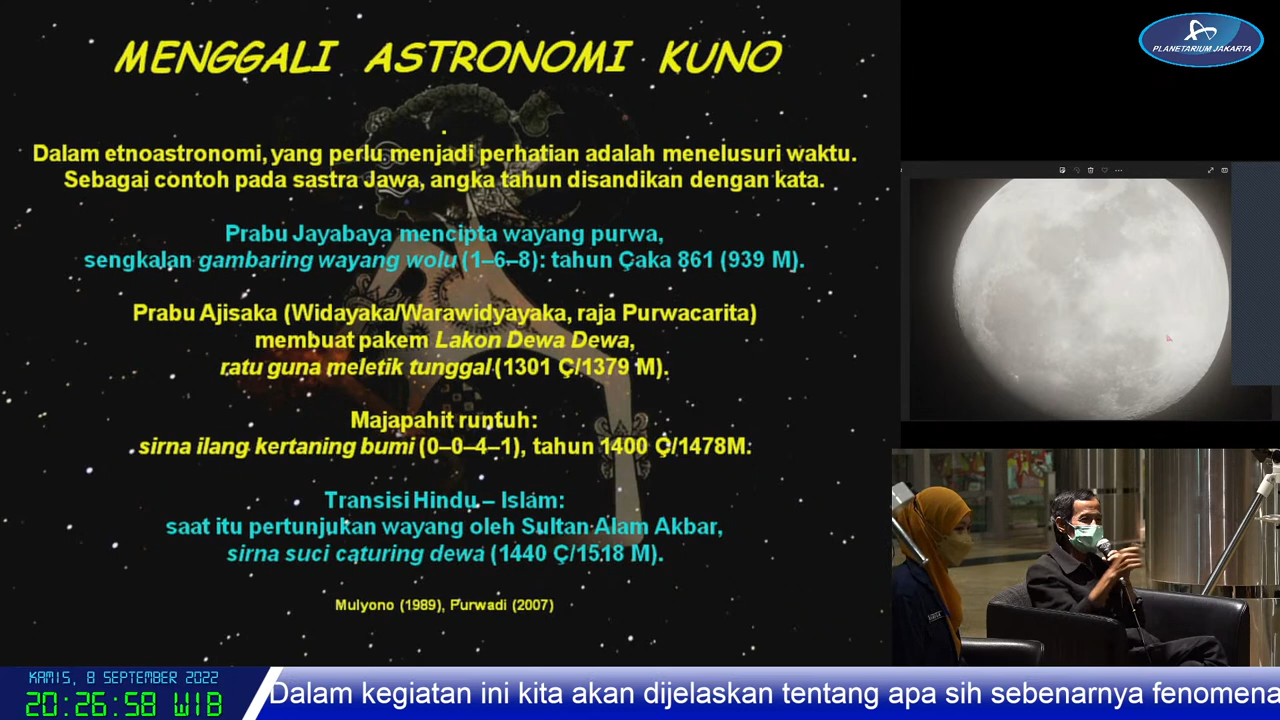 MENGGALI ASTRONOMI KUNO
Dalam etnoastronomi, yang perlu menjadi perhatian adalah menelusuri waktu.
Sebagai contoh pada sastra Jawa, angka tahun disandikan dengan kata.
Prabu Jayabaya mencipta wayang purwa,
sengkalan gambaring wayang wolu (1–6–8): tahun Çaka 861 (939 M).
Prabu Ajisaka (Widayaka/Warawidyayaka, raja Purwacarita)
membuat pakem Lakon Dewa Dewa,
ratu guna meletik tunggal (1301 Ç/1379 M).
Majapahit runtuh:
sirna ilang kertaning bumi (0–0–4–1), tahun 1400 Ç/1478M.
Transisi Hindu – Islam:
saat itu pertunjukan wayang oleh Sultan Alam Akbar,
sirna suci caturing dewa (1440 Ç/1518 M).
Mulyono (1989), Purwadi (2007)
PLANETARIUM JAKARTA
KAMIS, 8 SEPTEMBER 2022
20:26:58 WIB
Dalam kegiatan ini kita akan dijelaskan tentang apa sih sebenarnya fenomena